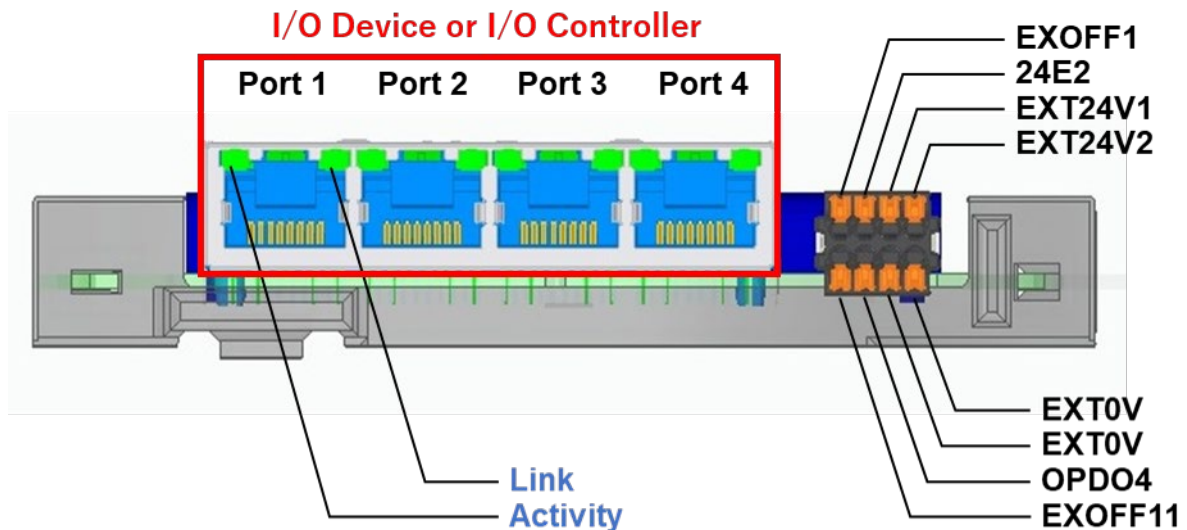 I/O Device or I/O Controller
Port 1 Port 2 Port 3 Port 4
EXOFF1
24E2
EXT24V1
EXT24V2
EXT0V
EXT0V
OPDO4
EXOFF11
Link
Activity